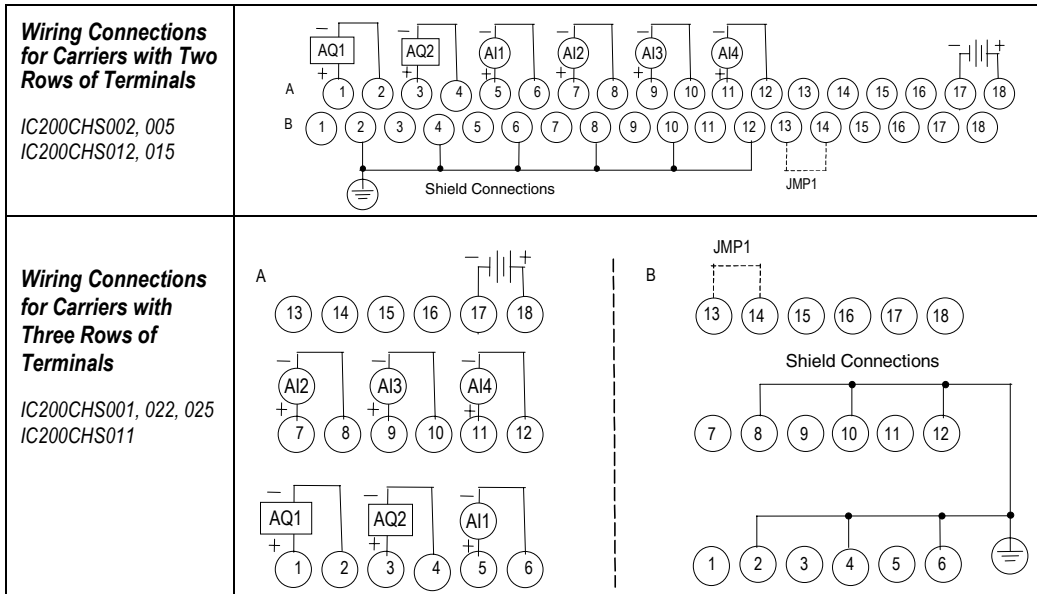 Wiring Connections
for Carriers with Two
Rows of Terminals
IC200CHS002, 005
IC200CHS012, 015
− − − − − − − +
AQ1 AQ2 AI1 AI2 AI3 AI4
+ + + + + +
A 1 2 3 4 5 6 7 8 9 10 11 12 13 14 15 16 17 18
B 1 2 3 4 5 6 7 8 9 10 11 12 13 14 15 16 17 18
Shield Connections
JMP1
Wiring Connections
for Carriers with
Three Rows of
Terminals
IC200CHS001, 022, 025
IC200CHS011
A
− +
13 14 15 16 17 18
− − −
AI2 AI3 AI4
+ + +
7 8 9 10 11 12
− − −
AQ1 AQ2 AI1
+ + +
1 2 3 4 5 6
JMP1
B
13 14 15 16 17 18
Shield Connections
7 8 9 10 11 12
1 2 3 4 5 6